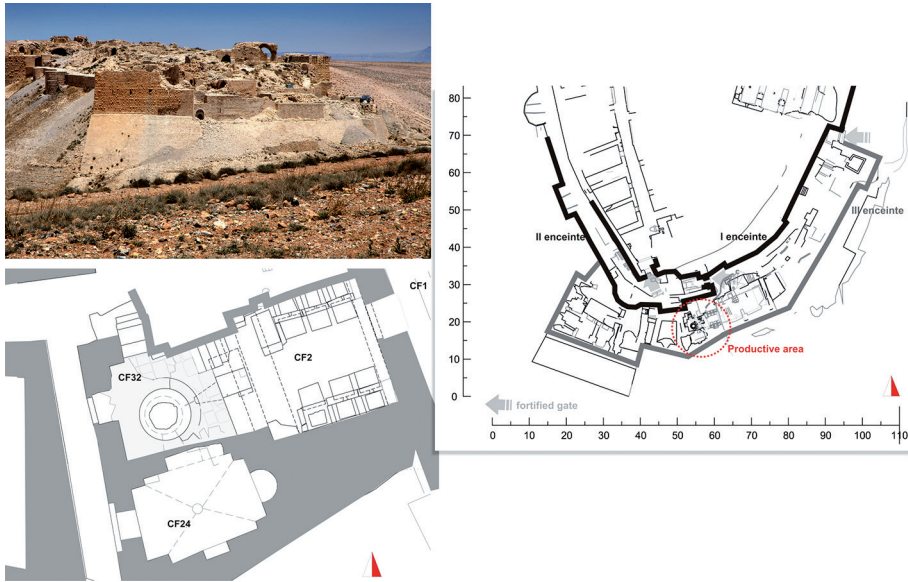 CF1
CF2
CF32
CF24
80
70
60
50
40
30
20
10
0
II enceinte
I enceinte
III enceinte
Productive area
fortified gate
0 10 20 30 40 50 60 70 80 90 100 110